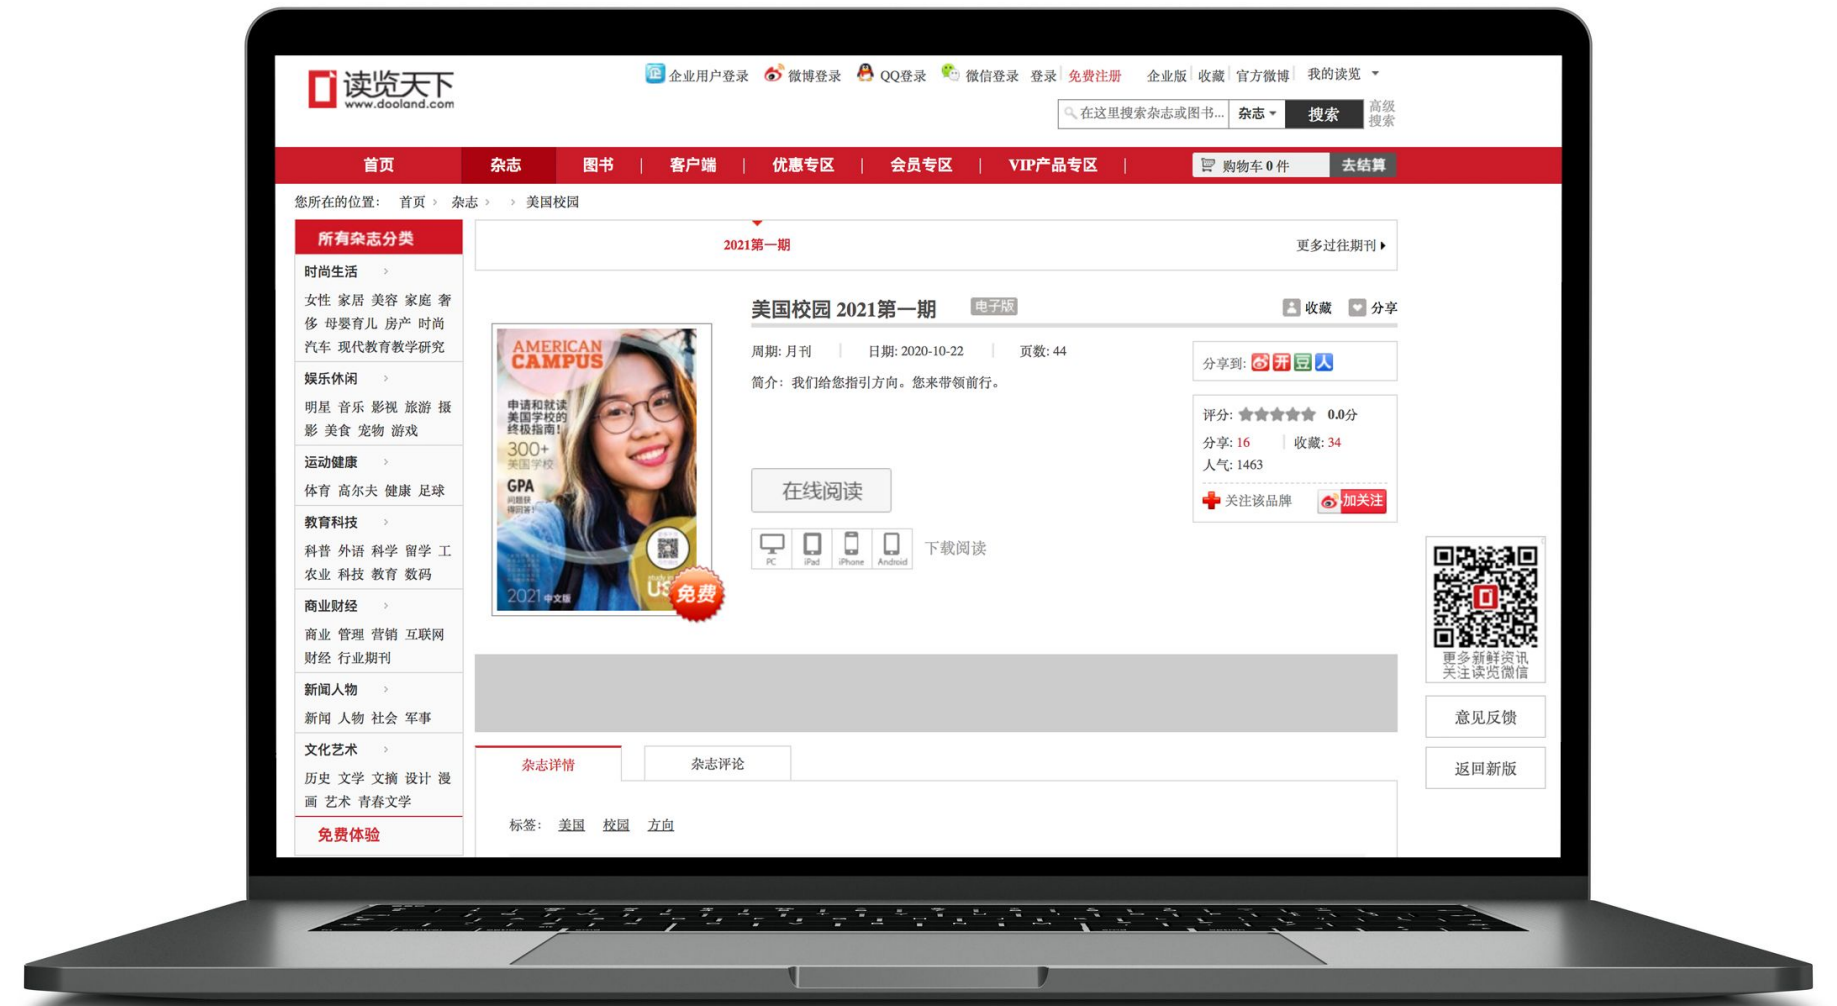 读览天下
www.dooland.com
企业用户登录 微博登录 QQ登录 微信登录 登录 免费注册 企业版 收藏 官方微博 我的读览
在这里搜索杂志或图书... 杂志 搜索 高级
搜索
首页 杂志 图书 | 客户端 | 优惠专区 | 会员专区 | VIP产品专区 | 购物车 0 件 去结算
您所在的位置: 首页 › 杂志 › › 美国校园
所有杂志分类
时尚生活 ›
女性 家居 美容 家庭 奢
侈 母婴育儿 房产 时尚
汽车 现代教育教学研究
娱乐休闲 ›
明星 音乐 影视 旅游 摄
影 美食 宠物 游戏
运动健康 ›
体育 高尔夫 健康 足球
教育科技 ›
科普 外语 科学 留学 工
农业 科技 教育 数码
商业财经 ›
商业 管理 营销 互联网
财经 行业期刊
新闻人物 ›
新闻 人物 社会 军事
文化艺术 ›
历史 文学 文摘 设计 漫
画 艺术 青春文学
免费体验
2021第一期 更多过往期刊
AMERICAN
CAMPUS
申请和就读
美国学校的
终极指南!
300+
美国学校
GPA
问题获
得回答!
2021 中文版
US
免费
美国校园 2021第一期 电子版 收藏 分享
周期: 月刊 | 日期: 2020-10-22 | 页数: 44
简介: 我们给您指引方向。您来带领前行。
在线阅读
PC iPad iPhone Android 下载阅读
分享到: 开 豆 人
评分: ★★★★★ 0.0分
分享: 16 | 收藏: 34
人气: 1463
关注该品牌 加关注
更多新鲜资讯
关注读览微信
意见反馈
返回新版
杂志详情 杂志评论
标签: 美国 校园 方向